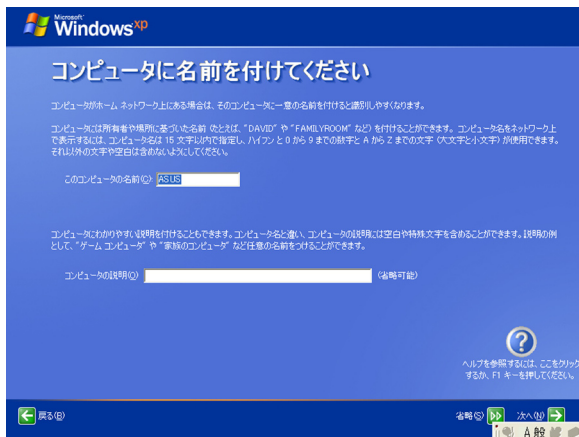 Microsoft
Windows xp
コンピュータに名前を付けてください
コンピュータがホーム ネットワーク上にある場合は、そのコンピュータに一意の名前を付けると識別しやすくなります。
コンピュータには所有者や場所に基づいた名前 (たとえば、"DAVID" や "FAMILYROOM" など) を付けることができます。 コンピュータ名をネットワーク上
で表示するには、コンピュータ名は 15 文字以内で指定し、ハイフンと 0 から 9 までの数字と A から Z までの文字 (大文字と小文字) が使用できます。
それ以外の文字や空白は含めないようにしてください。
このコンピュータの名前(C): ASUS
コンピュータにわかりやすい説明を付けることもできます。コンピュータ名と違い、コンピュータの説明には空白や特殊文字を含めることができます。説明の例
として、"ゲーム コンピュータ" や "家族のコンピュータ" など任意の名前をつけることができます。
コンピュータの説明(O): (省略可能)
ヘルプを参照するには、ここをクリック
するか、F1 キーを押してください。
戻る(B) 省略(S) 次へ(N)
A 般